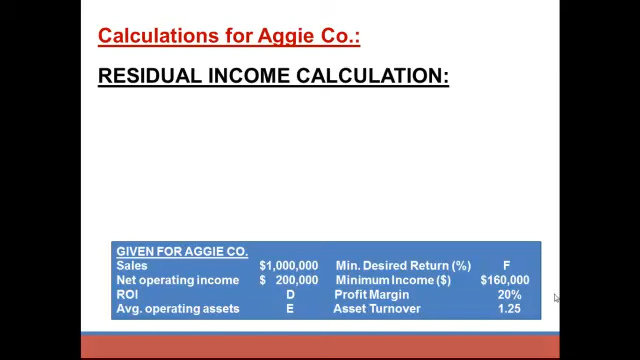 Calculations for Aggie Co.:
RESIDUAL INCOME CALCULATION:
GIVEN FOR AGGIE CO.
Sales $1,000,000 Min. Desired Return (%) F
Net operating income $ 200,000 Minimum Income ($) $160,000
ROI D Profit Margin 20%
Avg. operating assets E Asset Turnover 1.25